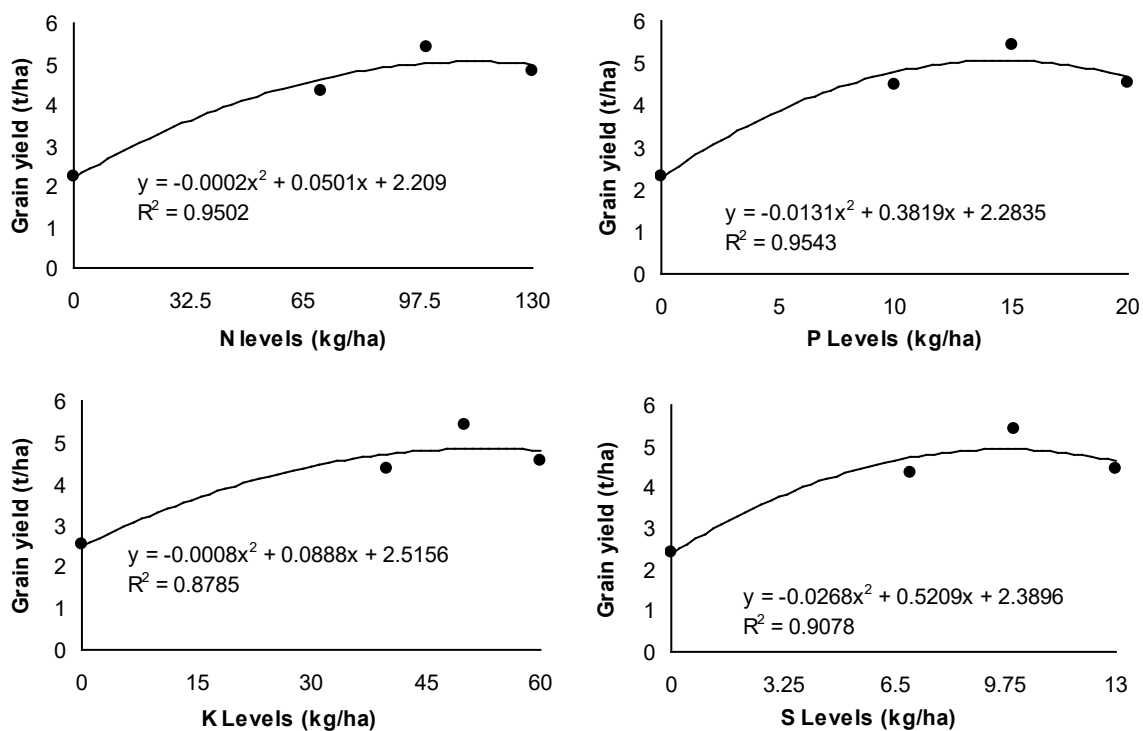 Grain yield (t/ha)
6
5
4
3
2
1
0
y = -0.0002x² + 0.0501x + 2.209
R² = 0.9502
0 32.5 65 97.5 130
N levels (kg/ha)
Grain yield (t/ha)
6
5
4
3
2
1
0
y = -0.0131x² + 0.3819x + 2.2835
R² = 0.9543
0 5 10 15 20
P Levels (kg/ha)
Grain yield (t/ha)
6
5
4
3
2
1
0
y = -0.0008x² + 0.0888x + 2.5156
R² = 0.8785
0 15 30 45 60
K Levels (kg/ha)
Grain yield (t/ha)
6
5
4
3
2
1
0
y = -0.0268x² + 0.5209x + 2.3896
R² = 0.9078
0 3.25 6.5 9.75 13
S Levels (kg/ha)